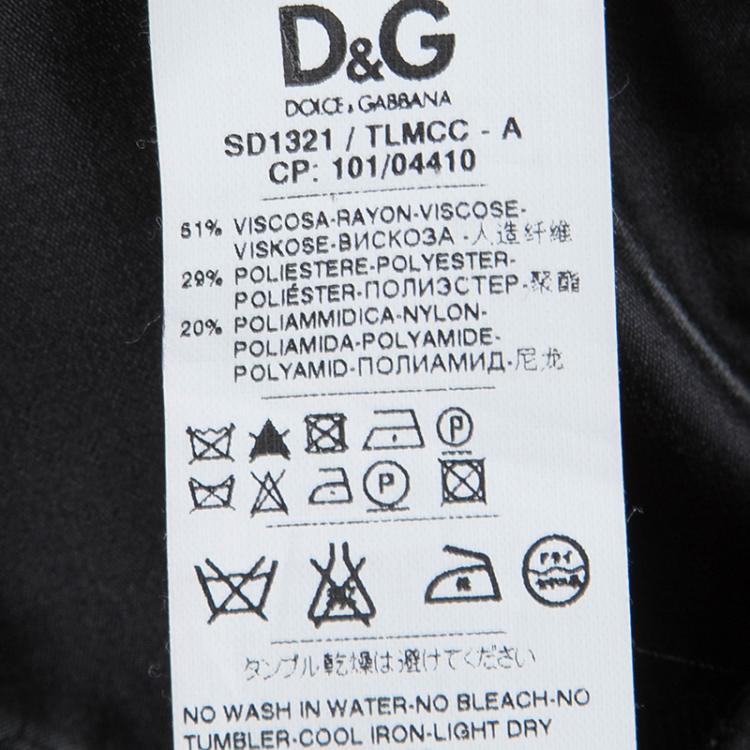 D&G
DOLCE & GABBANA
SD1321 / TLMCC - A
CP: 101/04410
51% VISCOSA-RAYON-VISCOSE-
VISKOSE-ВИСКОЗА -人造纤维
29% POLIESTERE-POLYESTER-
POLIÉSTER-ПОЛИЭСТЕР-聚酯
20% POLIAMMIDICA-NYLON-
POLIAMIDA-POLYAMIDE-
POLYAMID-ПОЛИАМИД-尼龙
P
P
ドライ
タンブル乾燥は避けてください
NO WASH IN WATER-NO BLEACH-NO
TUMBLER-COOL IRON-LIGHT DRY